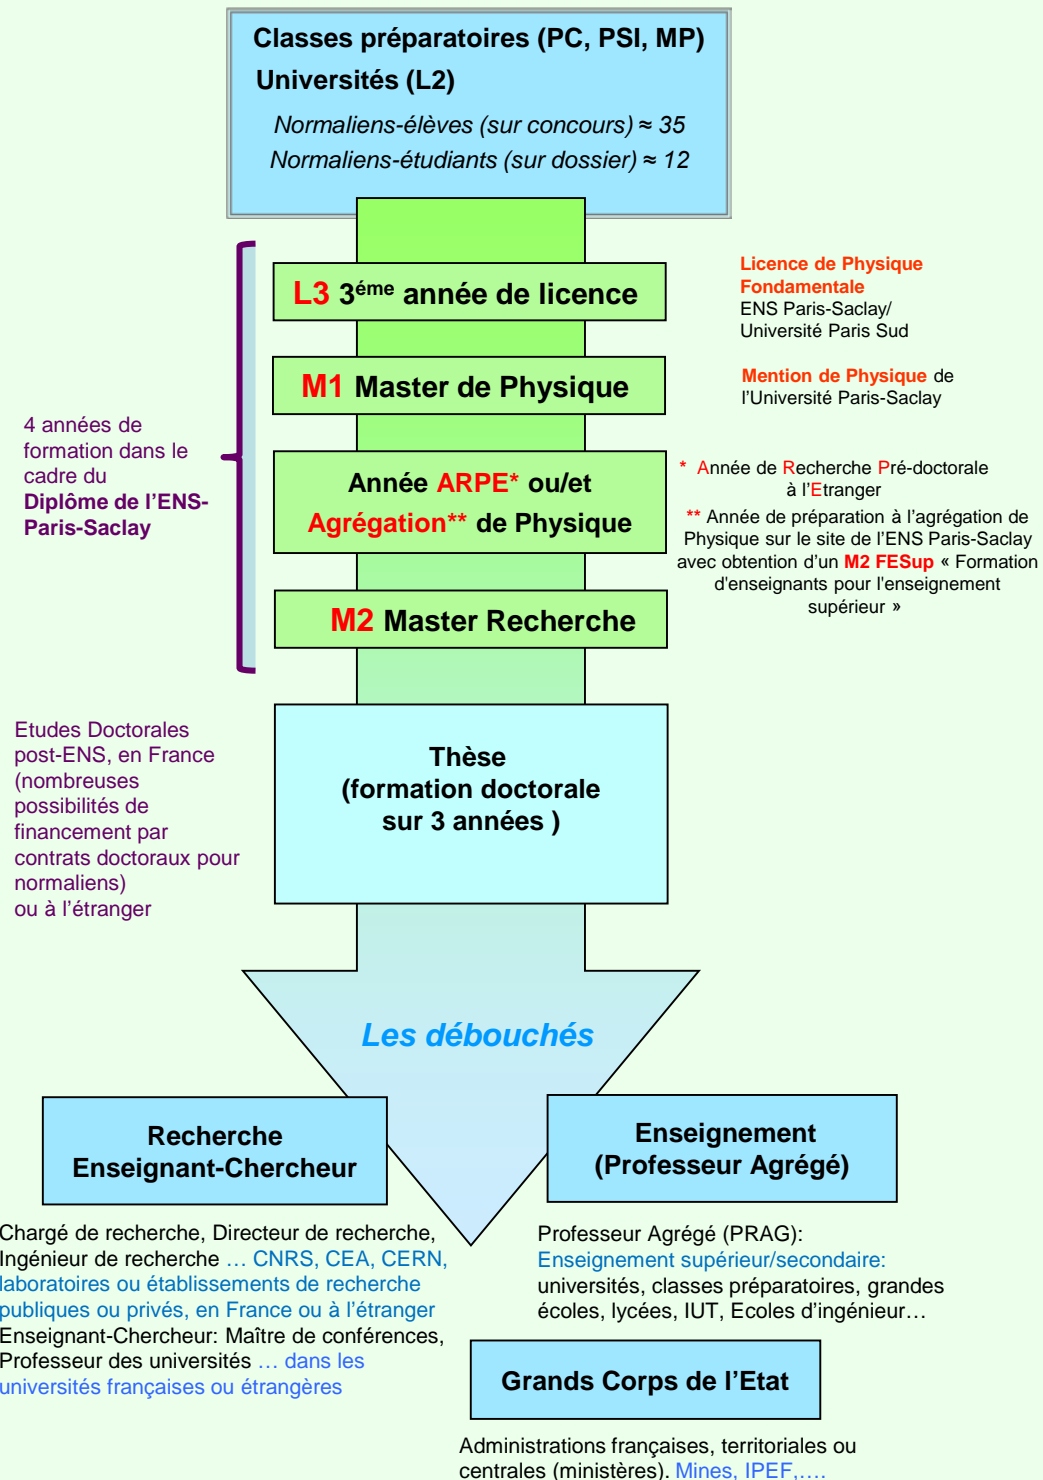 Classes préparatoires (PC, PSI, MP)
Universités (L2)
Normaliens-élèves (sur concours) ≈ 35
Normaliens-étudiants (sur dossier) ≈ 12
L3 3éme année de licence
Licence de Physique
Fondamentale
ENS Paris-Saclay/
Université Paris Sud
M1 Master de Physique
Mention de Physique de
l'Université Paris-Saclay
4 années de
formation dans le
cadre du
Diplôme de l'ENS-
Paris-Saclay
Année ARPE* ou/et
Agrégation** de Physique
* Année de Recherche Pré-doctorale
à l'Etranger
** Année de préparation à l'agrégation de
Physique sur le site de l'ENS Paris-Saclay
avec obtention d'un M2 FESup « Formation
d'enseignants pour l'enseignement
supérieur »
M2 Master Recherche
Etudes Doctorales
post-ENS, en France
(nombreuses
possibilités de
financement par
contrats doctoraux pour
normaliens)
ou à l'étranger
Thèse
(formation doctorale
sur 3 années )
Les débouchés
Recherche
Enseignant-Chercheur
Chargé de recherche, Directeur de recherche,
Ingénieur de recherche … CNRS, CEA, CERN,
laboratoires ou établissements de recherche
publiques ou privés, en France ou à l'étranger
Enseignant-Chercheur: Maître de conférences,
Professeur des universités … dans les
universités françaises ou étrangères
Enseignement
(Professeur Agrégé)
Professeur Agrégé (PRAG):
Enseignement supérieur/secondaire:
universités, classes préparatoires, grandes
écoles, lycées, IUT, Ecoles d'ingénieur…
Grands Corps de l'Etat
Administrations françaises, territoriales ou
centrales (ministères). Mines, IPEF,….